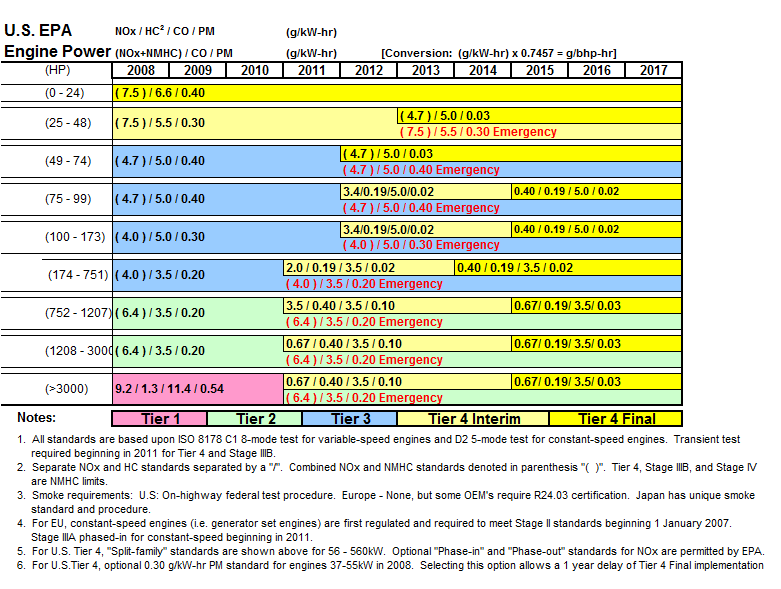 U.S. EPA NOx / HC² / CO / PM (g/kW-hr)
Engine Power (NOx+NMHC) / CO / PM (g/kW-hr) [Conversion: (g/kW-hr) x 0.7457 = g/bhp-hr]
(HP) 2008 2009 2010 2011 2012 2013 2014 2015 2016 2017
(0 - 24) ( 7.5 ) / 6.6 / 0.40
(25 - 48) ( 7.5 ) / 5.5 / 0.30 ( 4.7 ) / 5.0 / 0.03
( 7.5 ) / 5.5 / 0.30 Emergency
(49 - 74) ( 4.7 ) / 5.0 / 0.40 ( 4.7 ) / 5.0 / 0.03
( 4.7 ) / 5.0 / 0.40 Emergency
(75 - 99) ( 4.7 ) / 5.0 / 0.40 3.4/0.19/5.0/0.02 0.40 / 0.19 / 5.0 / 0.02
( 4.7 ) / 5.0 / 0.40 Emergency
(100 - 173) ( 4.0 ) / 5.0 / 0.30 3.4/0.19/5.0/0.02 0.40 / 0.19 / 5.0 / 0.02
( 4.0 ) / 5.0 / 0.30 Emergency
(174 - 751) ( 4.0 ) / 3.5 / 0.20 2.0 / 0.19 / 3.5 / 0.02 0.40 / 0.19 / 3.5 / 0.02
( 4.0 ) / 3.5 / 0.20 Emergency
(752 - 1207) ( 6.4 ) / 3.5 / 0.20 3.5 / 0.40 / 3.5 / 0.10 0.67/ 0.19/ 3.5/ 0.03
( 6.4 ) / 3.5 / 0.20 Emergency
(1208 - 3000 ( 6.4 ) / 3.5 / 0.20 0.67 / 0.40 / 3.5 / 0.10 0.67/ 0.19/ 3.5/ 0.03
( 6.4 ) / 3.5 / 0.20 Emergency
(>3000) 9.2 / 1.3 / 11.4 / 0.54 0.67 / 0.40 / 3.5 / 0.10 0.67/ 0.19/ 3.5/ 0.03
( 6.4 ) / 3.5 / 0.20 Emergency
Notes: Tier 1 Tier 2 Tier 3 Tier 4 Interim Tier 4 Final
1. All standards are based upon ISO 8178 C1 8-mode test for variable-speed engines and D2 5-mode test for constant-speed engines. Transient test
required beginning in 2011 for Tier 4 and Stage IIIB.
2. Separate NOx and HC standards separated by a "/". Combined NOx and NMHC standards denoted in parenthesis "( )". Tier 4, Stage IIIB, and Stage IV
are NMHC limits.
3. Smoke requirements: U.S: On-highway federal test procedure. Europe - None, but some OEM's require R24.03 certification. Japan has unique smoke
standard and procedure.
4. For EU, constant-speed engines (i.e. generator set engines) are first regulated and required to meet Stage II standards beginning 1 January 2007.
Stage IIIA phased-in for constant-speed beginning in 2011.
5. For U.S. Tier 4, "Split-family" standards are shown above for 56 - 560kW. Optional "Phase-in" and "Phase-out" standards for NOx are permitted by EPA.
6. For U.S.Tier 4, optional 0.30 g/kW-hr PM standard for engines 37-55kW in 2008. Selecting this option allows a 1 year delay of Tier 4 Final implementation